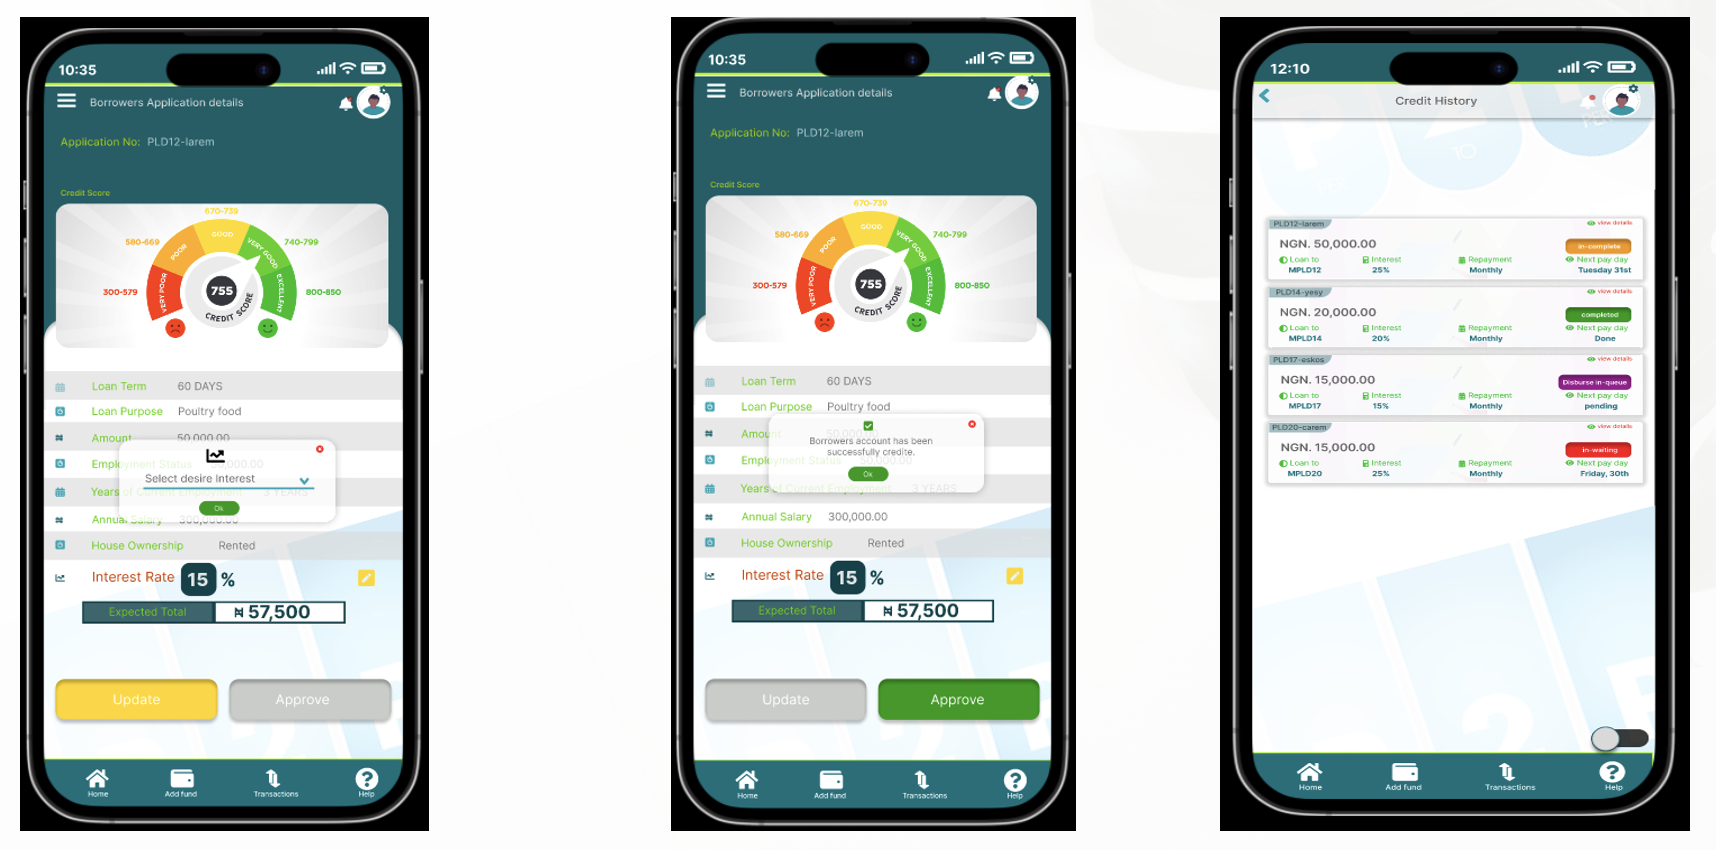 10:35
Borrowers Application details
Application No: PLD12-larem
Credit Score
670-739
580-669
740-799
300-579
800-850
VERY POOR
POOR
GOOD
VERY GOOD
EXCELLENT
755
CREDIT SCORE
Loan Term 60 DAYS
Loan Purpose Poultry food
Amount 50,000.00
Employment Status 50,000.00
Select desire Interest
Years of Current Employment 3 YEARS
Ok
Annual Salary 300,000.00
House Ownership Rented
Interest Rate 15 %
Expected Total ₦ 57,500
Update Approve
Home Add fund Transactions Help
10:35
Borrowers Application details
Application No: PLD12-larem
Credit Score
670-739
580-669
740-799
300-579
800-850
VERY POOR
POOR
GOOD
VERY GOOD
EXCELLENT
755
CREDIT SCORE
Loan Term 60 DAYS
Loan Purpose Poultry food
Amount 50,000.00
Borrowers account has been
successfully credite.
Employment Status 50,000.00
Ok
Years of Current Employment 3 YEARS
Annual Salary 300,000.00
House Ownership Rented
Interest Rate 15 %
Expected Total ₦ 57,500
Update Approve
Home Add fund Transactions Help
12:10
Credit History
PLD12-larem view details
NGN. 50,000.00 in-complete
Loan to Interest Repayment Next pay day
MPLD12 25% Monthly Tuesday 31st
PLD14-yesy view details
NGN. 20,000.00 completed
Loan to Interest Repayment Next pay day
MPLD14 20% Monthly Done
PLD17-eskos view details
NGN. 15,000.00 Disburse in-queue
Loan to Interest Repayment Next pay day
MPLD17 15% Monthly pending
PLD20-carem view details
NGN. 15,000.00 in-waiting
Loan to Interest Repayment Next pay day
MPLD20 25% Monthly Friday, 30th
Home Add fund Transactions Help